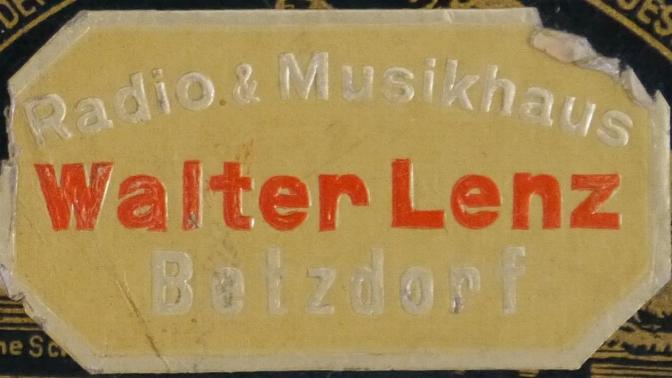 Radio & Musikhaus
Walter Lenz
Betzdorf